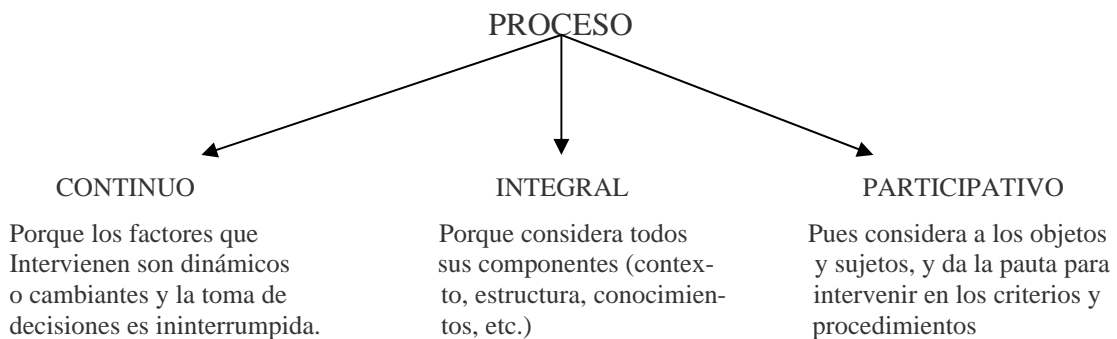 PROCESO
CONTINUO
Porque los factores que
Intervienen son dinámicos
o cambiantes y la toma de
decisiones es ininterrumpida.
INTEGRAL
Porque considera todos
sus componentes (contex-
to, estructura, conocimien-
tos, etc.)
PARTICIPATIVO
Pues considera a los objetos
y sujetos, y da la pauta para
intervenir en los criterios y
procedimientos